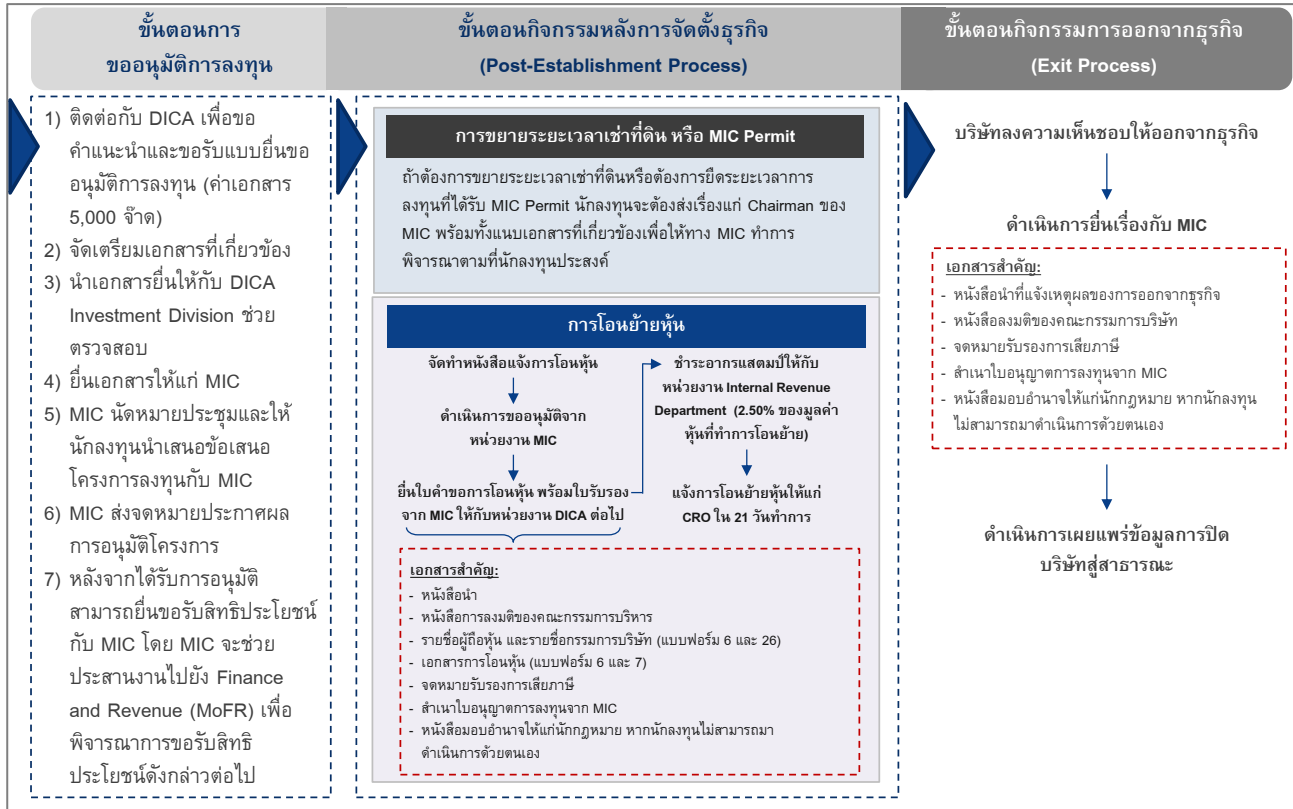 ขั้นตอนการ
ขออนุมัติการลงทุน
1) ติดต่อกับ DICA เพื่อขอ
คำแนะนำและขอรับแบบยื่นขอ
อนุมัติการลงทุน (ค่าเอกสาร
5,000 จ๊าด)
2) จัดเตรียมเอกสารที่เกี่ยวข้อง
3) นำเอกสารยื่นให้กับ DICA
Investment Division ช่วย
ตรวจสอบ
4) ยื่นเอกสารให้แก่ MIC
5) MIC นัดหมายประชุมและให้
นักลงทุนนำเสนอข้อเสนอ
โครงการลงทุนกับ MIC
6) MIC ส่งจดหมายประกาศผล
การอนุมัติโครงการ
7) หลังจากได้รับการอนุมัติ
สามารถยื่นขอรับสิทธิประโยชน์
กับ MIC โดย MIC จะช่วย
ประสานงานไปยัง Finance
and Revenue (MoFR) เพื่อ
พิจารณาการขอรับสิทธิ
ประโยชน์ดังกล่าวต่อไป
ขั้นตอนกิจกรรมหลังการจัดตั้งธุรกิจ
(Post-Establishment Process)
การขยายระยะเวลาเช่าที่ดิน หรือ MIC Permit
ถ้าต้องการขยายระยะเวลาเช่าที่ดินหรือต้องการยืดระยะเวลาการ
ลงทุนที่ได้รับ MIC Permit นักลงทุนจะต้องส่งเรื่องแก่ Chairman ของ
MIC พร้อมทั้งแนบเอกสารที่เกี่ยวข้องเพื่อให้ทาง MIC ทำการ
พิจารณาตามที่นักลงทุนประสงค์
การโอนย้ายหุ้น
จัดทำหนังสือแจ้งการโอนหุ้น
ดำเนินการขออนุมัติจาก
หน่วยงาน MIC
ยื่นใบคำขอการโอนหุ้น พร้อมใบรับรอง
จาก MIC ให้กับหน่วยงาน DICA ต่อไป
ชำระอากรแสตมป์ให้กับ
หน่วยงาน Internal Revenue
Department (2.50% ของมูลค่า
หุ้นที่ทำการโอนย้าย)
แจ้งการโอนย้ายหุ้นให้แก่
CRO ใน 21 วันทำการ
เอกสารสำคัญ:
- หนังสือนำ
- หนังสือการลงมติของคณะกรรมการบริหาร
- รายชื่อผู้ถือหุ้น และรายชื่อกรรมการบริษัท (แบบฟอร์ม 6 และ 26)
- เอกสารการโอนหุ้น (แบบฟอร์ม 6 และ 7)
- จดหมายรับรองการเสียภาษี
- สำเนาใบอนุญาตการลงทุนจาก MIC
- หนังสือมอบอำนาจให้แก่นักกฎหมาย หากนักลงทุนไม่สามารถมา
ดำเนินการด้วยตนเอง
ขั้นตอนกิจกรรมการออกจากธุรกิจ
(Exit Process)
บริษัทลงความเห็นชอบให้ออกจากธุรกิจ
ดำเนินการยื่นเรื่องกับ MIC
เอกสารสำคัญ:
- หนังสือนำที่แจ้งเหตุผลของการออกจากธุรกิจ
- หนังสือลงมติของคณะกรรมการบริษัท
- จดหมายรับรองการเสียภาษี
- สำเนาใบอนุญาตการลงทุนจาก MIC
- หนังสือมอบอำนาจให้แก่นักกฎหมาย หากนักลงทุน
ไม่สามารถมาดำเนินการด้วยตนเอง
ดำเนินการเผยแพร่ข้อมูลการปิด
บริษัทสู่สาธารณะ